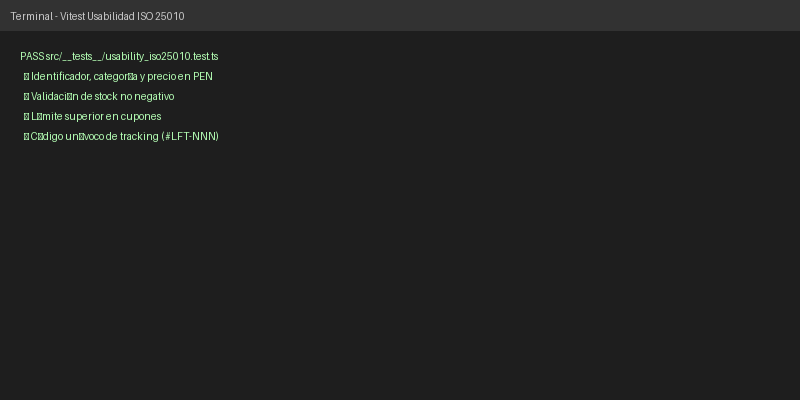 Terminal - Vitest Usabilidad ISO 25010
PASS src/__tests__/usability_iso25010.test.ts
▯ Identificador, categor▯a y precio en PEN
▯ Validaci▯n de stock no negativo
▯ L▯mite superior en cupones
▯ C▯digo un▯voco de tracking (#LFT-NNN)